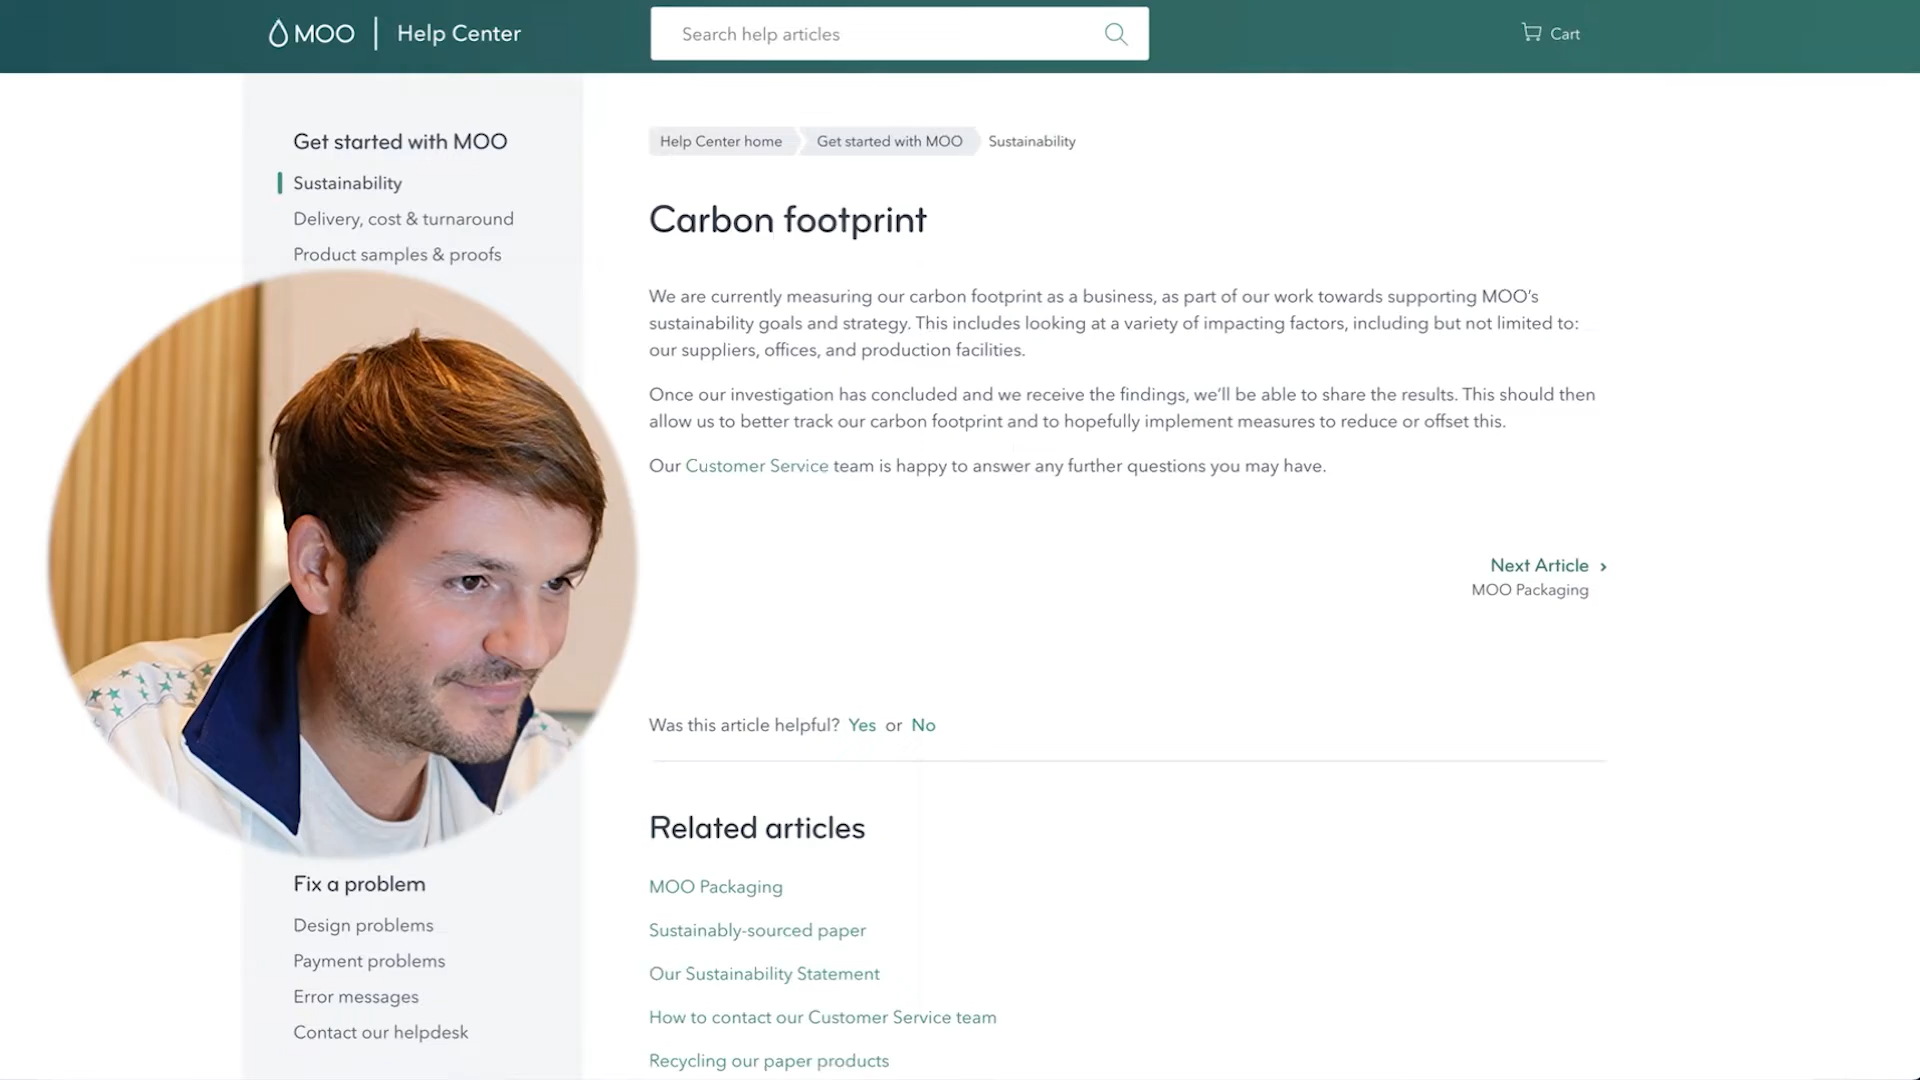 MOO | Help Center
Search help articles
Cart
Get started with MOO
Sustainability
Delivery, cost & turnaround
Product samples & proofs
Fix a problem
Design problems
Payment problems
Error messages
Contact our helpdesk
Help Center home
Get started with MOO
Sustainability
Carbon footprint
We are currently measuring our carbon footprint as a business, as part of our work towards supporting MOO's
sustainability goals and strategy. This includes looking at a variety of impacting factors, including but not limited to:
our suppliers, offices, and production facilities.
Once our investigation has concluded and we receive the findings, we'll be able to share the results. This should then
allow us to better track our carbon footprint and to hopefully implement measures to reduce or offset this.
Our Customer Service team is happy to answer any further questions you may have.
Next Article ›
MOO Packaging
Was this article helpful? Yes or No
Related articles
MOO Packaging
Sustainably-sourced paper
Our Sustainability Statement
How to contact our Customer Service team
Recycling our paper products